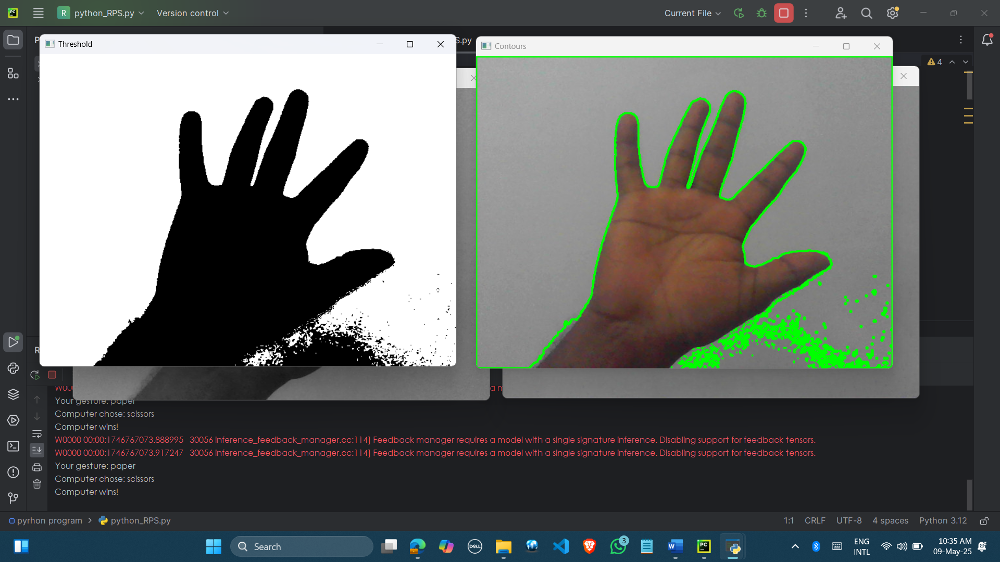 PC
R python_RPS.py Version control Current File
Threshold
S.py
Contours
4
P
R
W00
a m
Your gesture: paper
Computer chose: scissors
Computer wins!
W0000 00:00:1746767073.888995 30056 inference_feedback_manager.cc:114] Feedback manager requires a model with a single signature inference. Disabling support for feedback tensors.
W0000 00:00:1746767073.917247 30056 inference_feedback_manager.cc:114] Feedback manager requires a model with a single signature inference. Disabling support for feedback tensors.
Your gesture: paper
Computer chose: scissors
Computer wins!
pyrhon program > python_RPS.py 1:1 CRLF UTF-8 4 spaces Python 3.12
Search DELL 3 W PC
ENG
INTL
10:35 AM
09-May-25